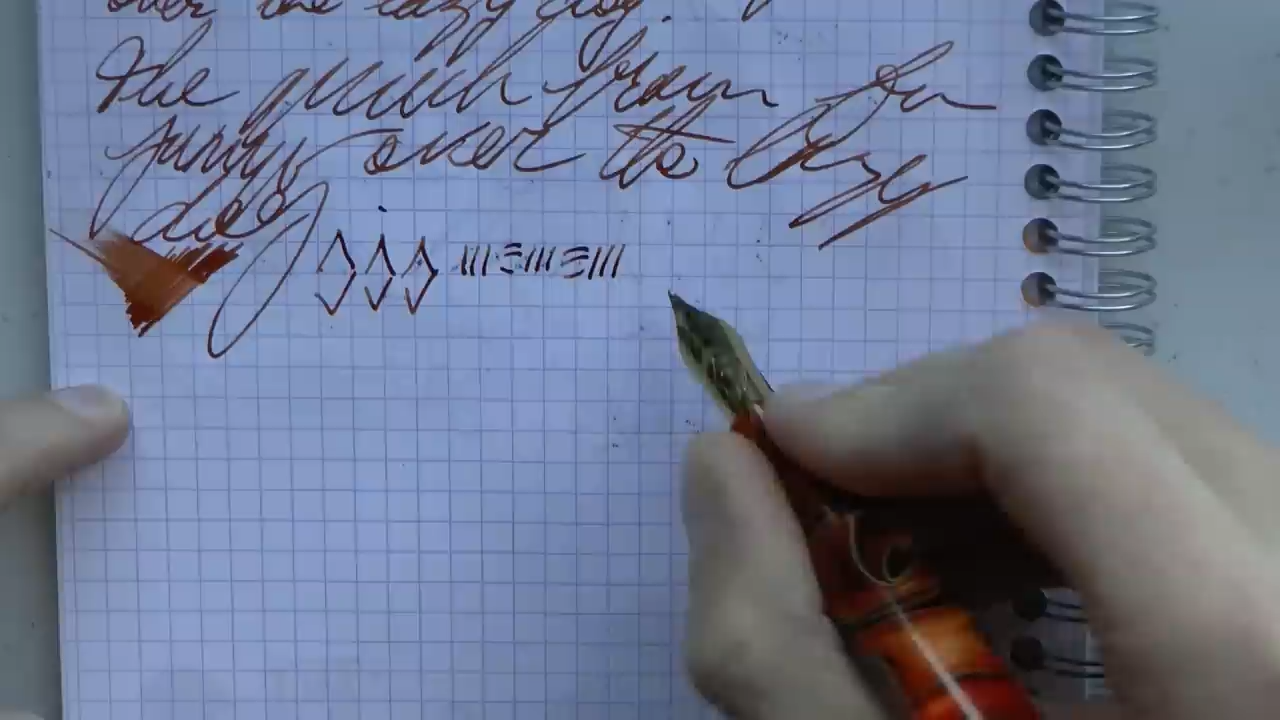 over the lazy dog.
The quick brown fox
jumps over the lazy
dog